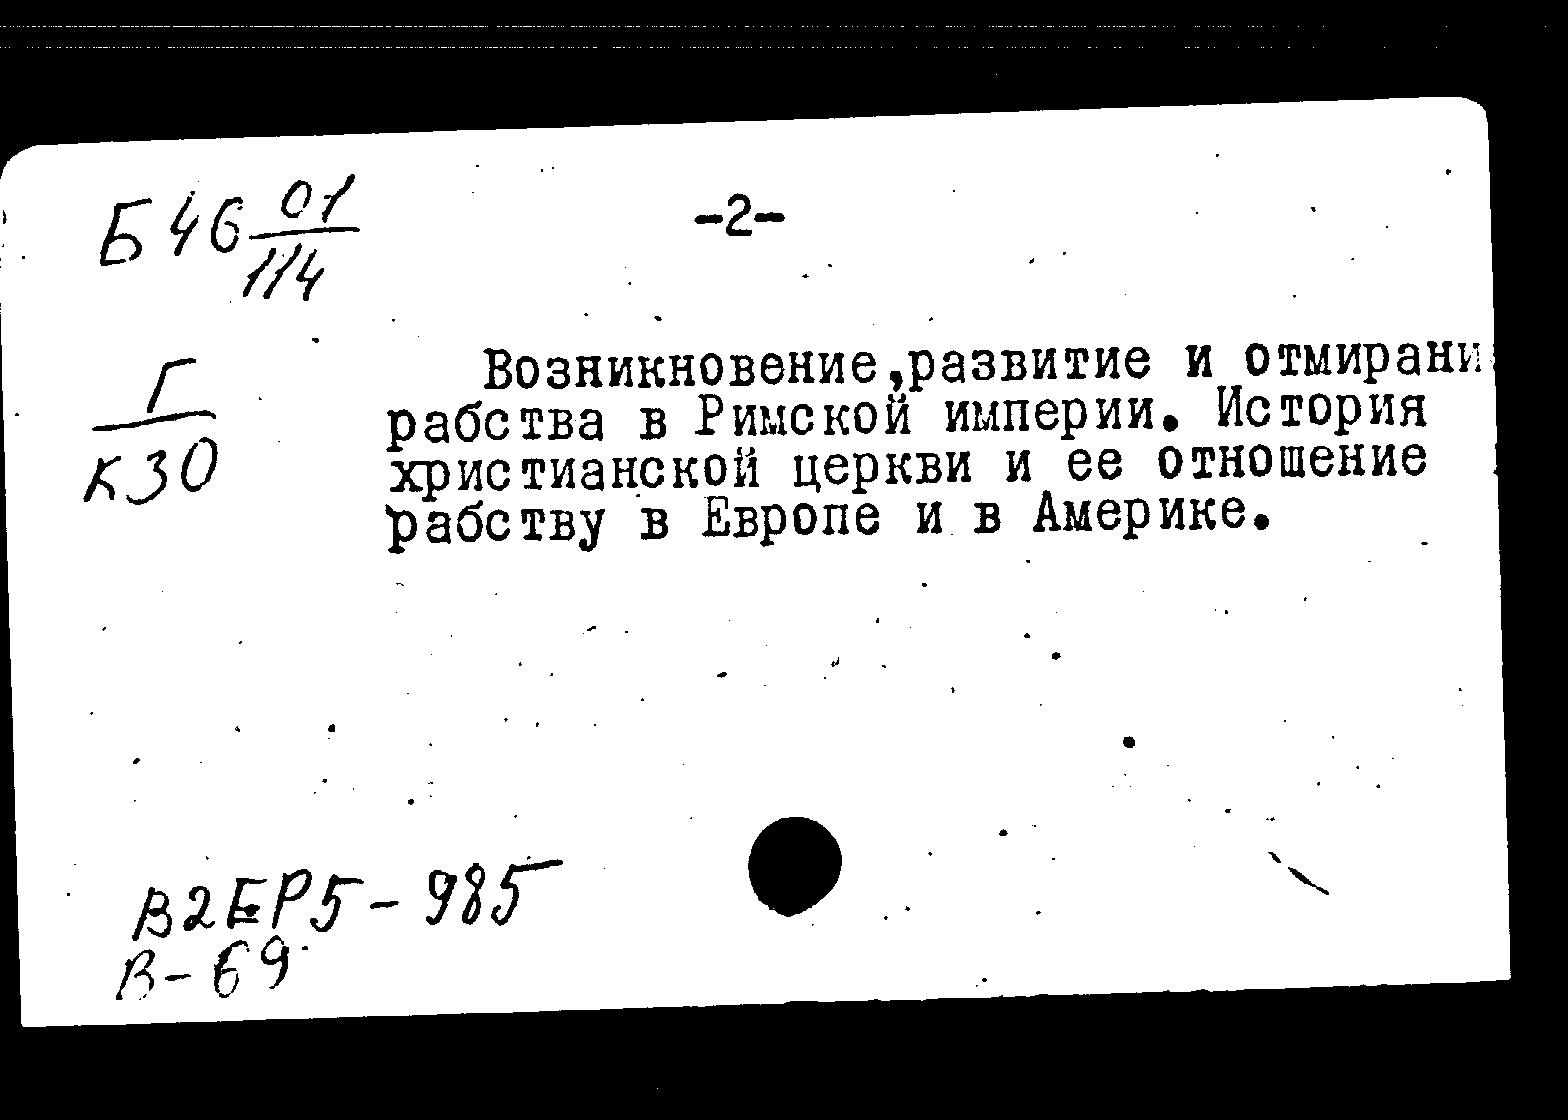 Б 46 01/114
-2-
Г/К30
Возникновение,развитие и отмирани
рабства в Римской империи. История
христианской церкви и ее отношение
рабству в Европе и в Америке.
В2ЕР5-985
В-69